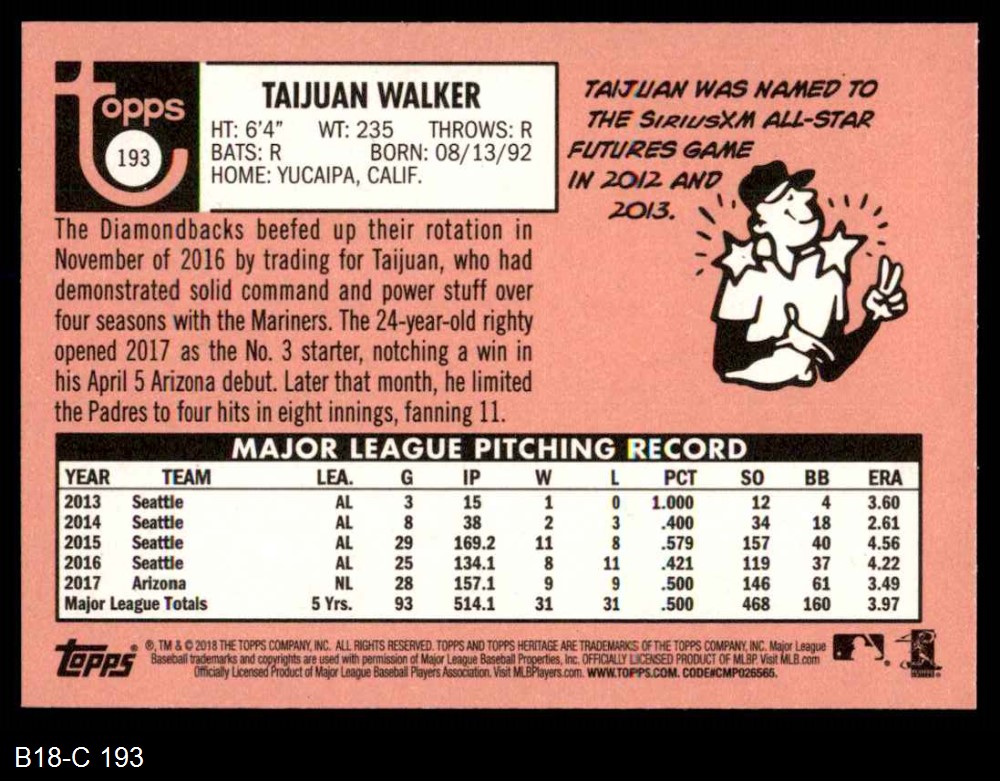 topps
193
TAIJUAN WALKER
HT: 6'4" WT: 235 THROWS: R
BATS: R BORN: 08/13/92
HOME: YUCAIPA, CALIF.
TAIJUAN WAS NAMED TO
THE SIRIUSXM ALL-STAR
FUTURES GAME
IN 2012 AND
2013.
The Diamondbacks beefed up their rotation in
November of 2016 by trading for Taijuan, who had
demonstrated solid command and power stuff over
four seasons with the Mariners. The 24-year-old righty
opened 2017 as the No. 3 starter, notching a win in
his April 5 Arizona debut. Later that month, he limited
the Padres to four hits in eight innings, fanning 11.
MAJOR LEAGUE PITCHING RECORD
YEAR TEAM LEA. G IP W L PCT SO BB ERA
2013 Seattle AL 3 15 1 0 1.000 12 4 3.60
2014 Seattle AL 8 38 2 3 .400 34 18 2.61
2015 Seattle AL 29 169.2 11 8 .579 157 40 4.56
2016 Seattle AL 25 134.1 8 11 .421 119 37 4.22
2017 Arizona NL 28 157.1 9 9 .500 146 61 3.49
Major League Totals 5 Yrs. 93 514.1 31 31 .500 468 160 3.97
topps
®, TM & © 2018 THE TOPPS COMPANY, INC. ALL RIGHTS RESERVED. TOPPS AND TOPPS HERITAGE ARE TRADEMARKS OF THE TOPPS COMPANY, INC. Major League
Baseball trademarks and copyrights are used with permission of Major League Baseball Properties, Inc. OFFICIALLY LICENSED PRODUCT OF MLBP. Visit MLB.com
Officially Licensed Product of Major League Baseball Players Association. Visit MLBPlayers.com. WWW.TOPPS.COM. CODE#CMP026565.
B18-C 193